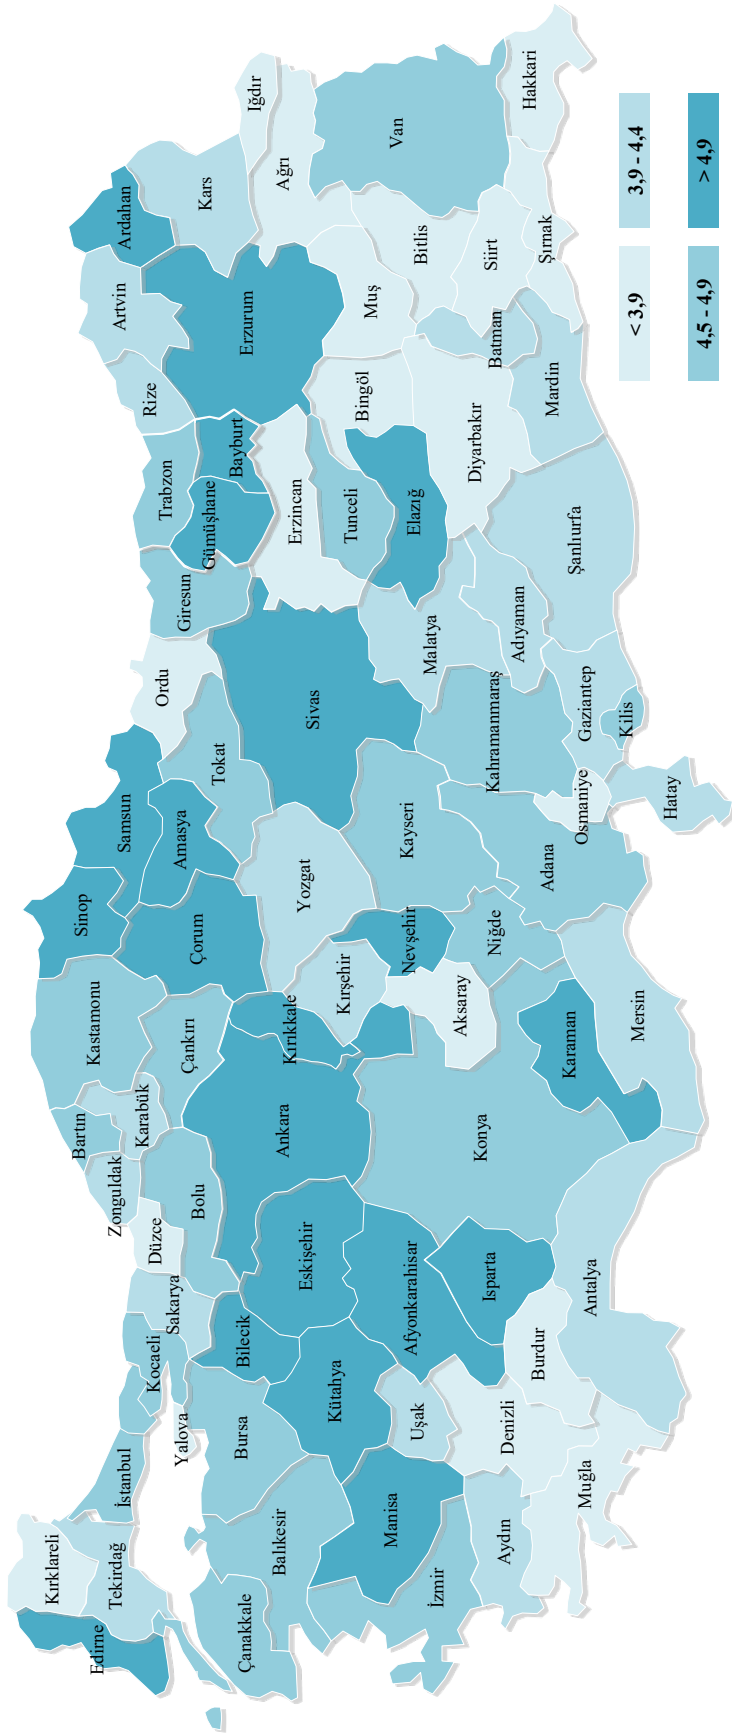 Kırklareli
Edirne
Tekirdağ
İstanbul
Kocaeli
Yalova
Sakarya
Düzce
Zonguldak
Bartın
Karabük
Kastamonu
Sinop
Samsun
Ordu
Giresun
Trabzon
Rize
Artvin
Ardahan
Çanakkale
Balıkesir
Bursa
Bilecik
Bolu
Çankırı
Çorum
Amasya
Tokat
Gümüşhane
Bayburt
Erzurum
Kars
Iğdır
Ağrı
Kütahya
Eskişehir
Ankara
Kırıkkale
Yozgat
Sivas
Erzincan
Tunceli
Bingöl
Muş
Bitlis
Van
Manisa
İzmir
Uşak
Afyonkarahisar
Kırşehir
Nevşehir
Kayseri
Malatya
Elazığ
Diyarbakır
Batman
Siirt
Şırnak
Hakkari
Aydın
Denizli
Isparta
Burdur
Konya
Aksaray
Niğde
Kahramanmaraş
Adıyaman
Şanlıurfa
Mardin
Muğla
Antalya
Karaman
Mersin
Adana
Osmaniye
Gaziantep
Kilis
Hatay
< 3,9
3,9 - 4,4
4,5 - 4,9
> 4,9